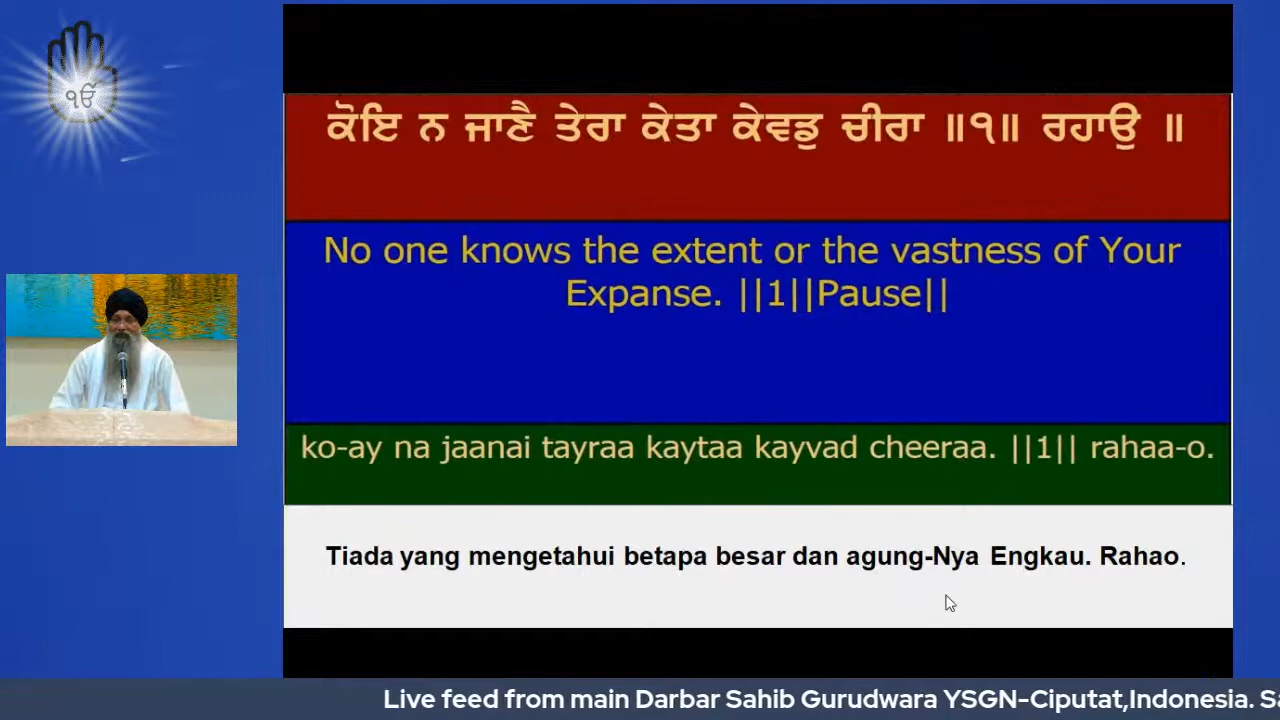 ੴ
ਕੋਇ ਨ ਜਾਣੈ ਤੇਰਾ ਕੇਤਾ ਕੇਵਡੁ ਚੀਰਾ ॥੧॥ ਰਹਾਉ ॥
No one knows the extent or the vastness of Your
Expanse. ||1||Pause||
ko-ay na jaanai tayraa kaytaa kayvad cheeraa. ||1|| rahaa-o.
Tiada yang mengetahui betapa besar dan agung-Nya Engkau. Rahao.
Live feed from main Darbar Sahib Gurudwara YSGN-Ciputat,Indonesia. Sa